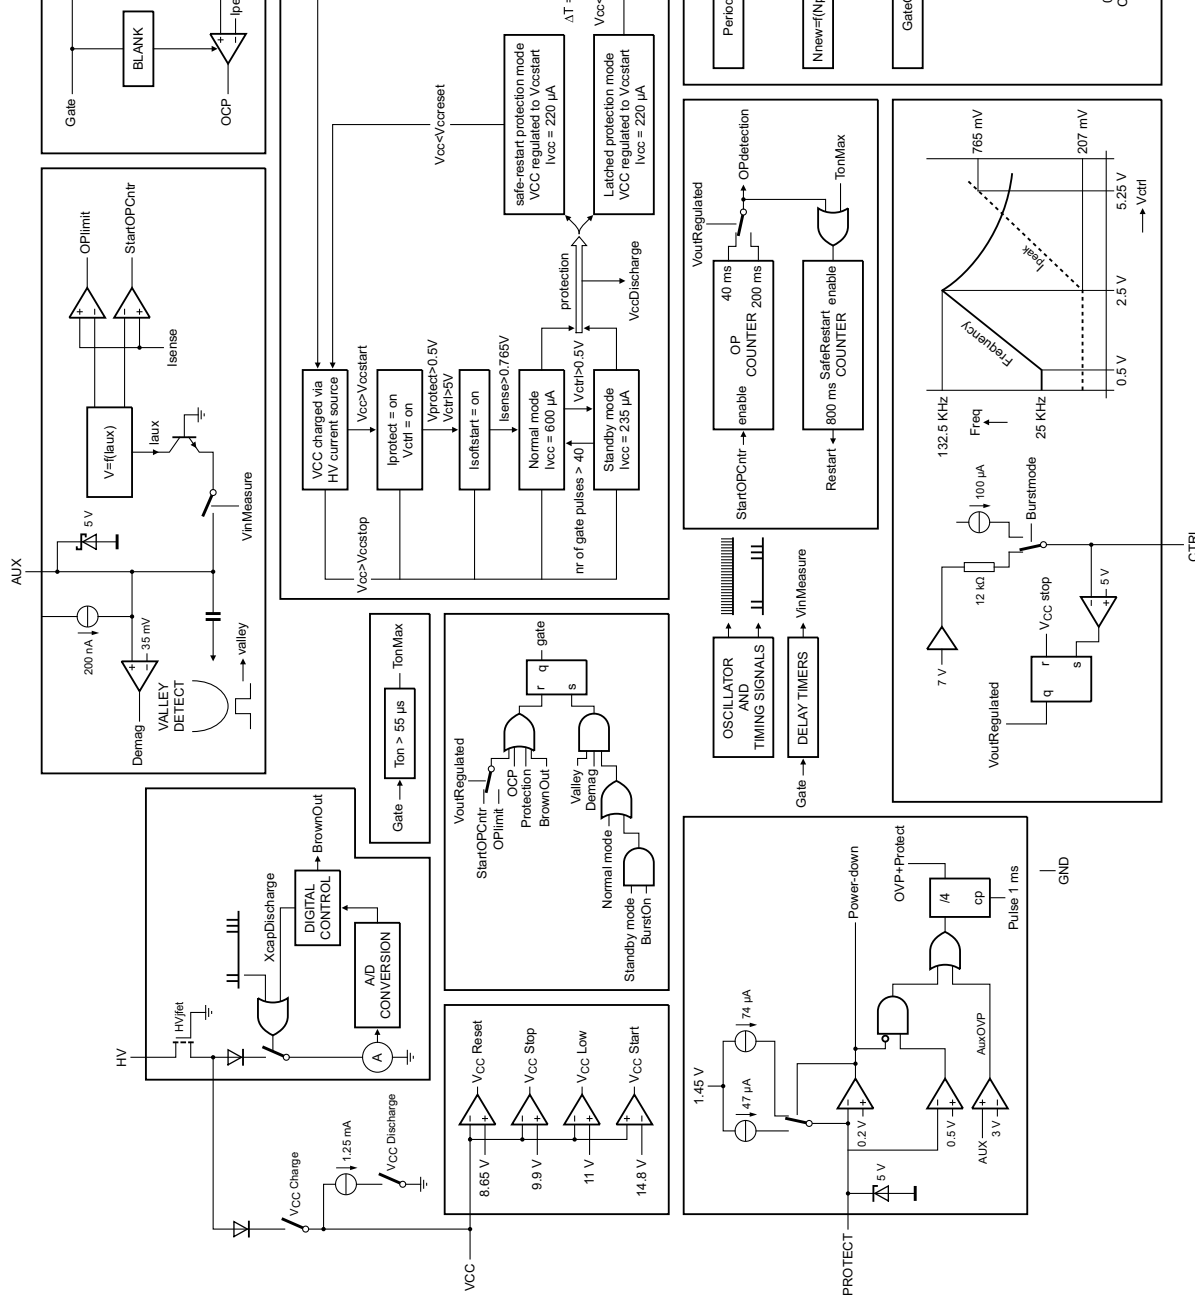 Gate
BLANK
OCP
Ipe
AUX
200 nA
5 V
35 mV
Demag
VALLEY
DETECT
valley
V=f(Iaux)
Iaux
VinMeasure
OPlimit
StartOPCntr
Isense
ΔT =
Vcc<
VCC charged via
HV current source
Vcc>Vccstart
Iprotect = on
Vctrl = on
Vprotect>0.5V
Vctrl>5V
Isoftstart = on
Isense>0.765V
Normal mode
Ivcc = 600 µA
nr of gate pulses > 40
Vctrl>0.5V
Standby mode
Ivcc = 235 µA
Vcc>Vccstop
protection
VccDischarge
Vcc<Vccreset
safe-restart protection mode
VCC regulated to Vccstart
Ivcc = 220 µA
Latched protection mode
VCC regulated to Vccstart
Ivcc = 220 µA
Period
Nnew=f(Np
GateC
StartOPCntr
enable
OP
COUNTER
40 ms
200 ms
VoutRegulated
OPdetection
TonMax
Restart
800 ms
SafeRestart
COUNTER
enable
132.5 KHz
25 KHz
Freq
Frequency
Ipeak
765 mV
207 mV
0.5 V
2.5 V
5.25 V
Vctrl
7 V
12 kΩ
100 µA
Burstmode
VCC stop
VoutRegulated
q
r
s
5 V
CTRL
OSCILLATOR
AND
TIMING SIGNALS
Gate
DELAY TIMERS
VinMeasure
Gate
Ton > 55 µs
TonMax
VoutRegulated
StartOPCntr
OPlimit
OCP
Protection
BrownOut
Valley
Demag
Normal mode
Standby mode
BurstOn
r
q
s
gate
HV
HVjfet
XcapDischarge
BrownOut
DIGITAL
CONTROL
A/D
CONVERSION
A
VCC Charge
1.25 mA
VCC Discharge
VCC
8.65 V
VCC Reset
9.9 V
VCC Stop
11 V
VCC Low
14.8 V
VCC Start
1.45 V
47 µA
74 µA
Power-down
0.2 V
0.5 V
3 V
AUX
AuxOVP
OVP+Protect
/4
cp
Pulse 1 ms
GND
5 V
PROTECT